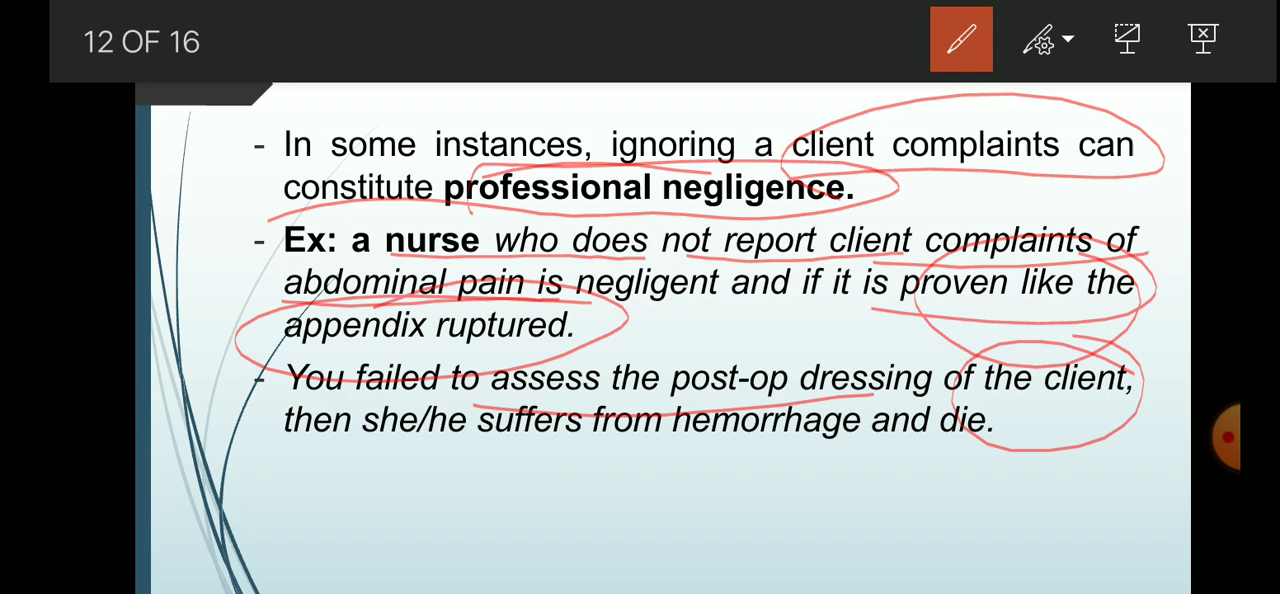 12 OF 16
- In some instances, ignoring a client complaints can
constitute professional negligence.
- Ex: a nurse who does not report client complaints of
abdominal pain is negligent and if it is proven like the
appendix ruptured.
- You failed to assess the post-op dressing of the client,
then she/he suffers from hemorrhage and die.